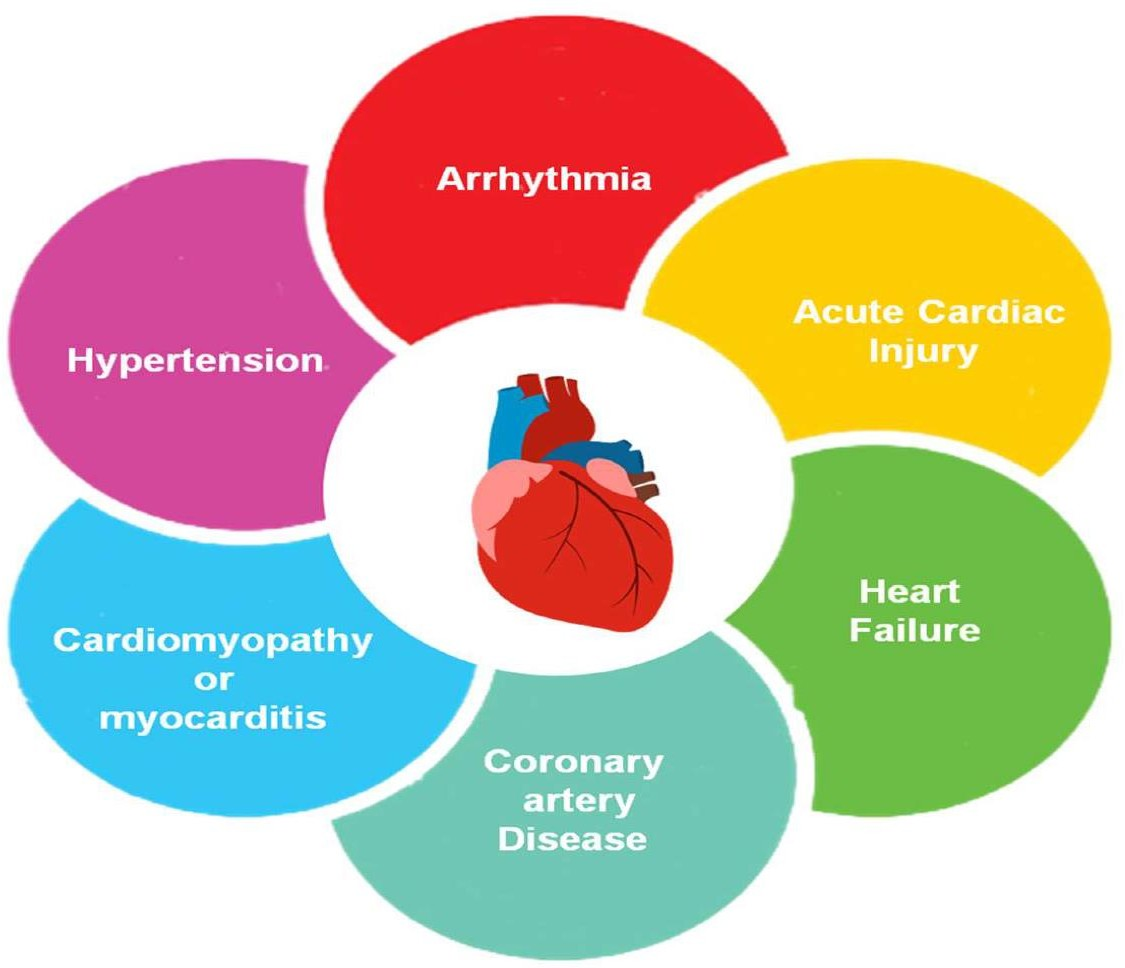 Arrhythmia
Acute Cardiac
Injury
Heart
Failure
Coronary
artery
Disease
Cardiomyopathy
or
myocarditis
Hypertension